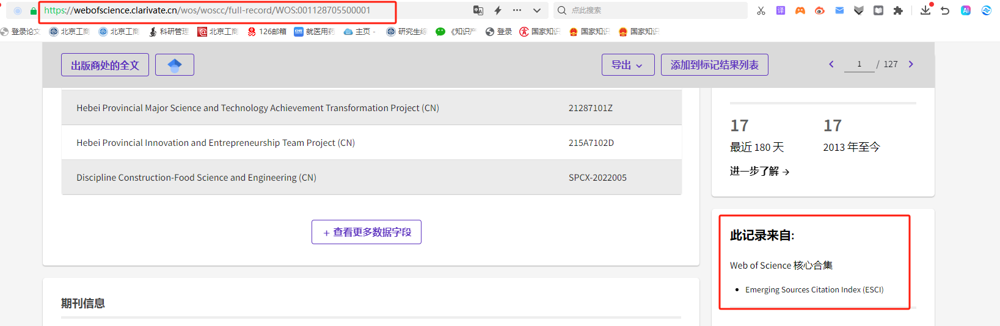 https://webofscience.clarivate.cn/wos/woscc/full-record/WOS:001128705500001
点此搜索
译
AI
登录论文 北京工商 北京工商 科研管理 北京工商 126邮箱 就医用药 主页 - 研究生综 《知识产 登录 国家知识 国家知识 国家知识
出版商处的全文
导出
添加到标记结果列表
1 / 127
Hebei Provincial Major Science and Technology Achievement Transformation Project (CN) 21287101Z
Hebei Provincial Innovation and Entrepreneurship Team Project (CN) 215A7102D
Discipline Construction-Food Science and Engineering (CN) SPCX-2022005
+ 查看更多数据字段
期刊信息
17 17
最近 180 天 2013 年至今
进一步了解 →
此记录来自:
Web of Science 核心合集
• Emerging Sources Citation Index (ESCI)